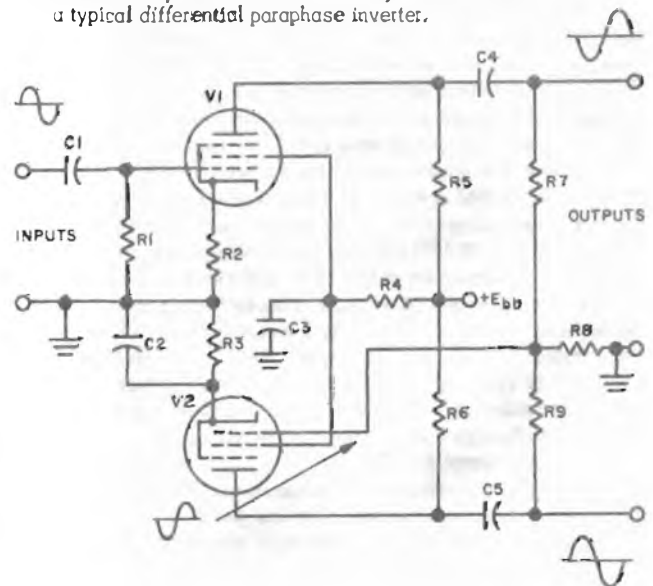 a typical differential paraphase inverter.
C4
V1
C1
R5
R7
OUTPUTS
INPUTS
R1
R2
R4
+Ebb
C3
R8
C2
R3
V2
R6
R9
C5